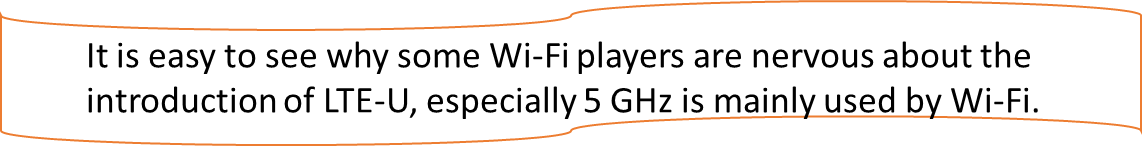 It is easy to see why some Wi-Fi players are nervous about the
introduction of LTE-U, especially 5 GHz is mainly used by Wi-Fi.